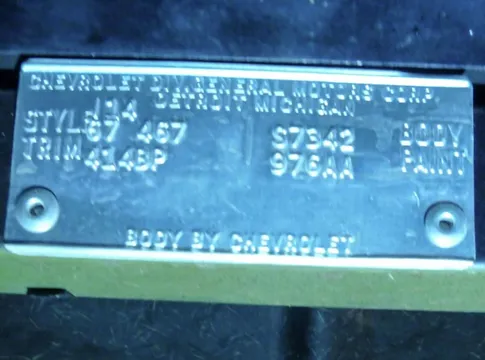 CHEVROLET DIV. GENERAL MOTORS CORP.
DETROIT MICHIGAN
J14
STYLE 67 467 S7342 BODY
TRIM 414BP 976AA PAINT
BODY BY CHEVROLET